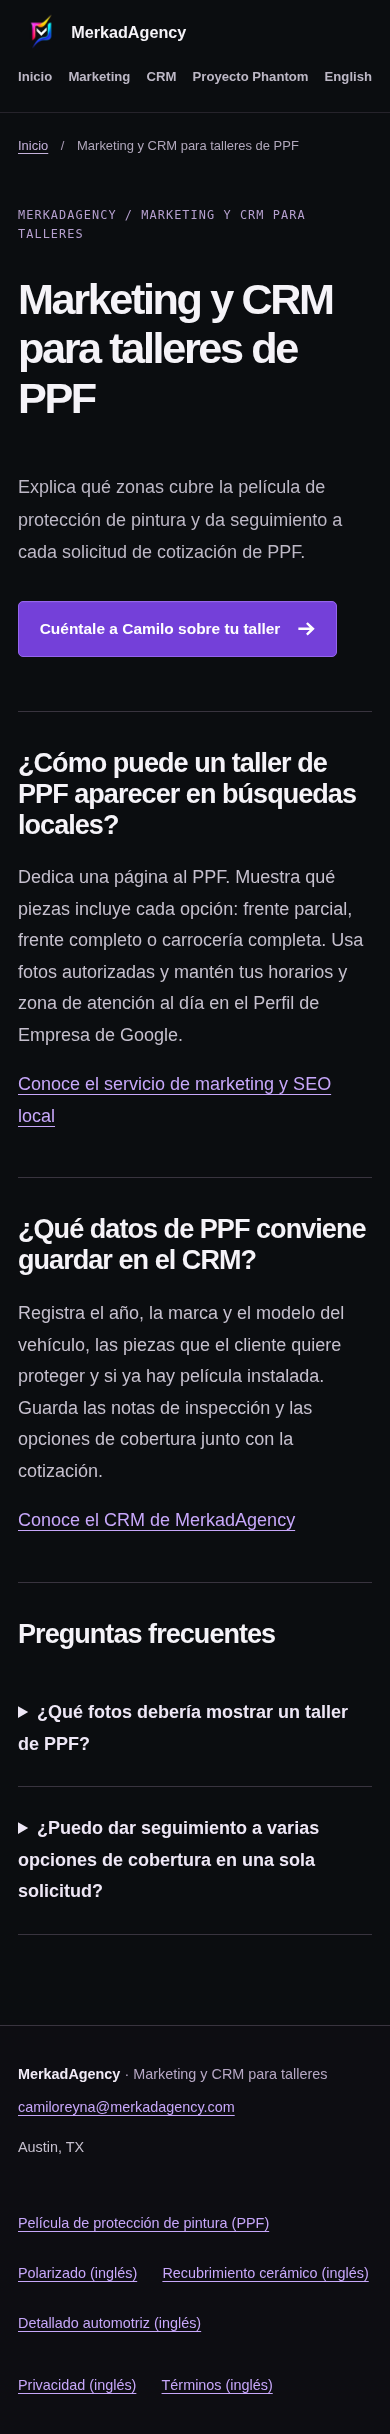 MerkadAgency
Inicio Marketing CRM Proyecto Phantom English
Inicio / Marketing y CRM para talleres de PPF
MERKADAGENCY / MARKETING Y CRM PARA
TALLERES
Marketing y CRM
para talleres de
PPF
Explica qué zonas cubre la película de
protección de pintura y da seguimiento a
cada solicitud de cotización de PPF.
Cuéntale a Camilo sobre tu taller →
¿Cómo puede un taller de
PPF aparecer en búsquedas
locales?
Dedica una página al PPF. Muestra qué
piezas incluye cada opción: frente parcial,
frente completo o carrocería completa. Usa
fotos autorizadas y mantén tus horarios y
zona de atención al día en el Perfil de
Empresa de Google.
Conoce el servicio de marketing y SEO
local
¿Qué datos de PPF conviene
guardar en el CRM?
Registra el año, la marca y el modelo del
vehículo, las piezas que el cliente quiere
proteger y si ya hay película instalada.
Guarda las notas de inspección y las
opciones de cobertura junto con la
cotización.
Conoce el CRM de MerkadAgency
Preguntas frecuentes
¿Qué fotos debería mostrar un taller
de PPF?
¿Puedo dar seguimiento a varias
opciones de cobertura en una sola
solicitud?
MerkadAgency · Marketing y CRM para talleres
camiloreyna@merkadagency.com
Austin, TX
Película de protección de pintura (PPF)
Polarizado (inglés) Recubrimiento cerámico (inglés)
Detallado automotriz (inglés)
Privacidad (inglés) Términos (inglés)